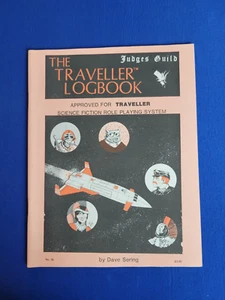 Judges Guild
THE
TRAVELLER™
LOGBOOK
APPROVED FOR TRAVELLER
SCIENCE FICTION ROLE PLAYING SYSTEM
by Dave Sering